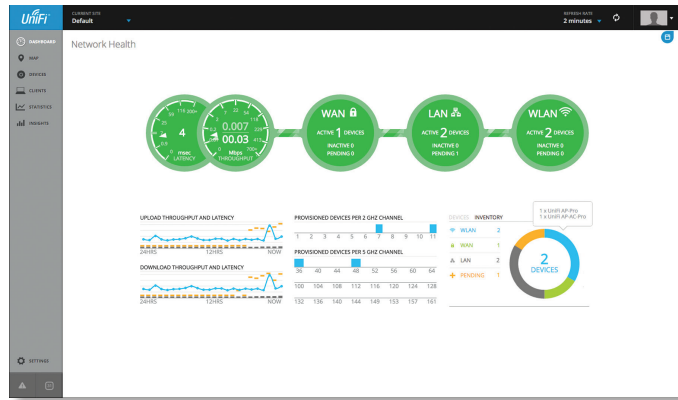 UniFi
CURRENT SITE
Default
REFRESH RATE
2 minutes
DASHBOARD
MAP
DEVICES
CLIENTS
STATISTICS
INSIGHTS
SETTINGS
Network Health
4
msec
LATENCY
0.007
00.03
Mbps
THROUGHPUT
WAN
ACTIVE 1 DEVICES
INACTIVE 0
PENDING 0
LAN
ACTIVE 2 DEVICES
INACTIVE 0
PENDING 1
WLAN
ACTIVE 2 DEVICES
INACTIVE 0
PENDING 0
UPLOAD THROUGHPUT AND LATENCY
24HRS 12HRS NOW
DOWNLOAD THROUGHPUT AND LATENCY
24HRS 12HRS NOW
PROVISIONED DEVICES PER 2 GHZ CHANNEL
1 2 3 4 5 6 7 8 9 10 11
PROVISIONED DEVICES PER 5 GHZ CHANNEL
36 40 44 48 52 56 60 64
100 104 108 112 116 120 124 128
132 136 140 144 149 153 157 161
DEVICES INVENTORY
WLAN 2
WAN 1
LAN 2
PENDING 1
1 x UniFi AP-Pro
1 x UniFi AP-AC-Pro
2
DEVICES